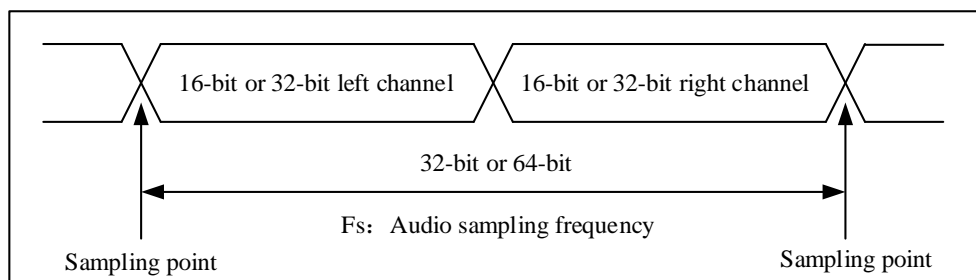 16-bit or 32-bit left channel
16-bit or 32-bit right channel
32-bit or 64-bit
Fs：Audio sampling frequency
Sampling point
Sampling point